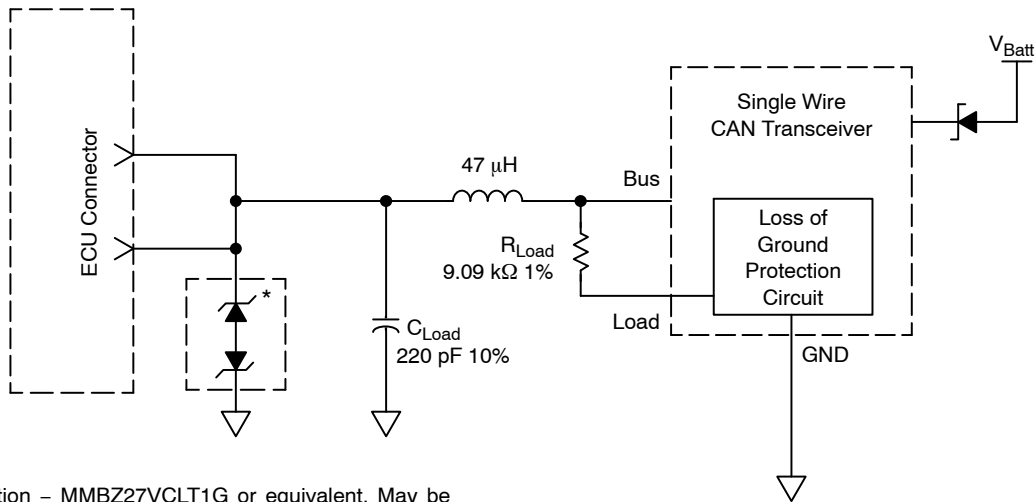 V_Batt
Single Wire
CAN Transceiver
ECU Connector
47 μH
Bus
R_Load
9.09 kΩ 1%
Loss of
Ground
Protection
Circuit
*
C_Load
220 pF 10%
Load
GND
tion – MMBZ27VCLT1G or equivalent. May be